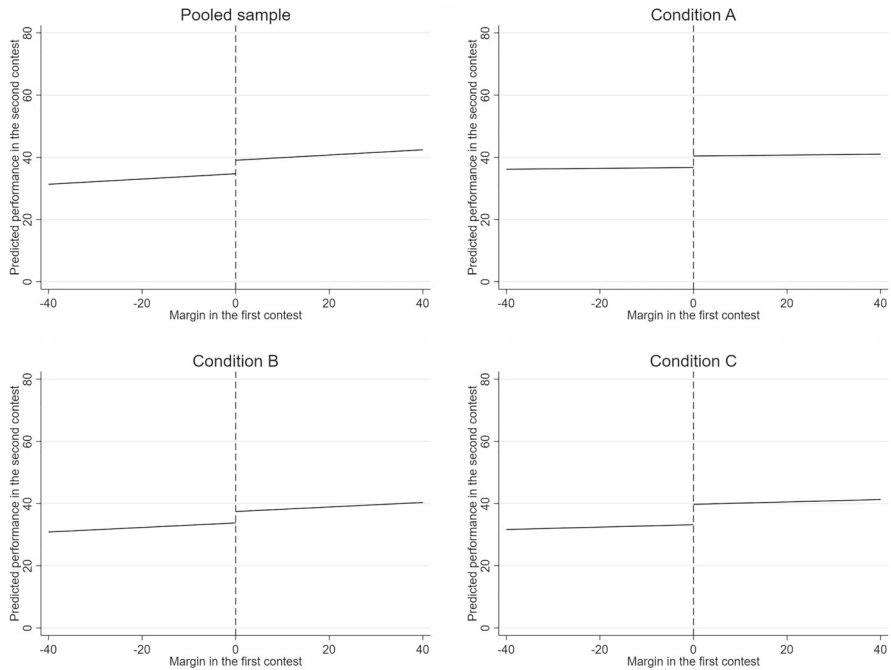 Pooled sample
Predicted performance in the second contest
80
60
40
20
0
-40 -20 0 20 40
Margin in the first contest
Condition A
Predicted performance in the second contest
80
60
40
20
0
-40 -20 0 20 40
Margin in the first contest
Condition B
Predicted performance in the second contest
80
60
40
20
0
-40 -20 0 20 40
Margin in the first contest
Condition C
Predicted performance in the second contest
80
60
40
20
0
-40 -20 0 20 40
Margin in the first contest